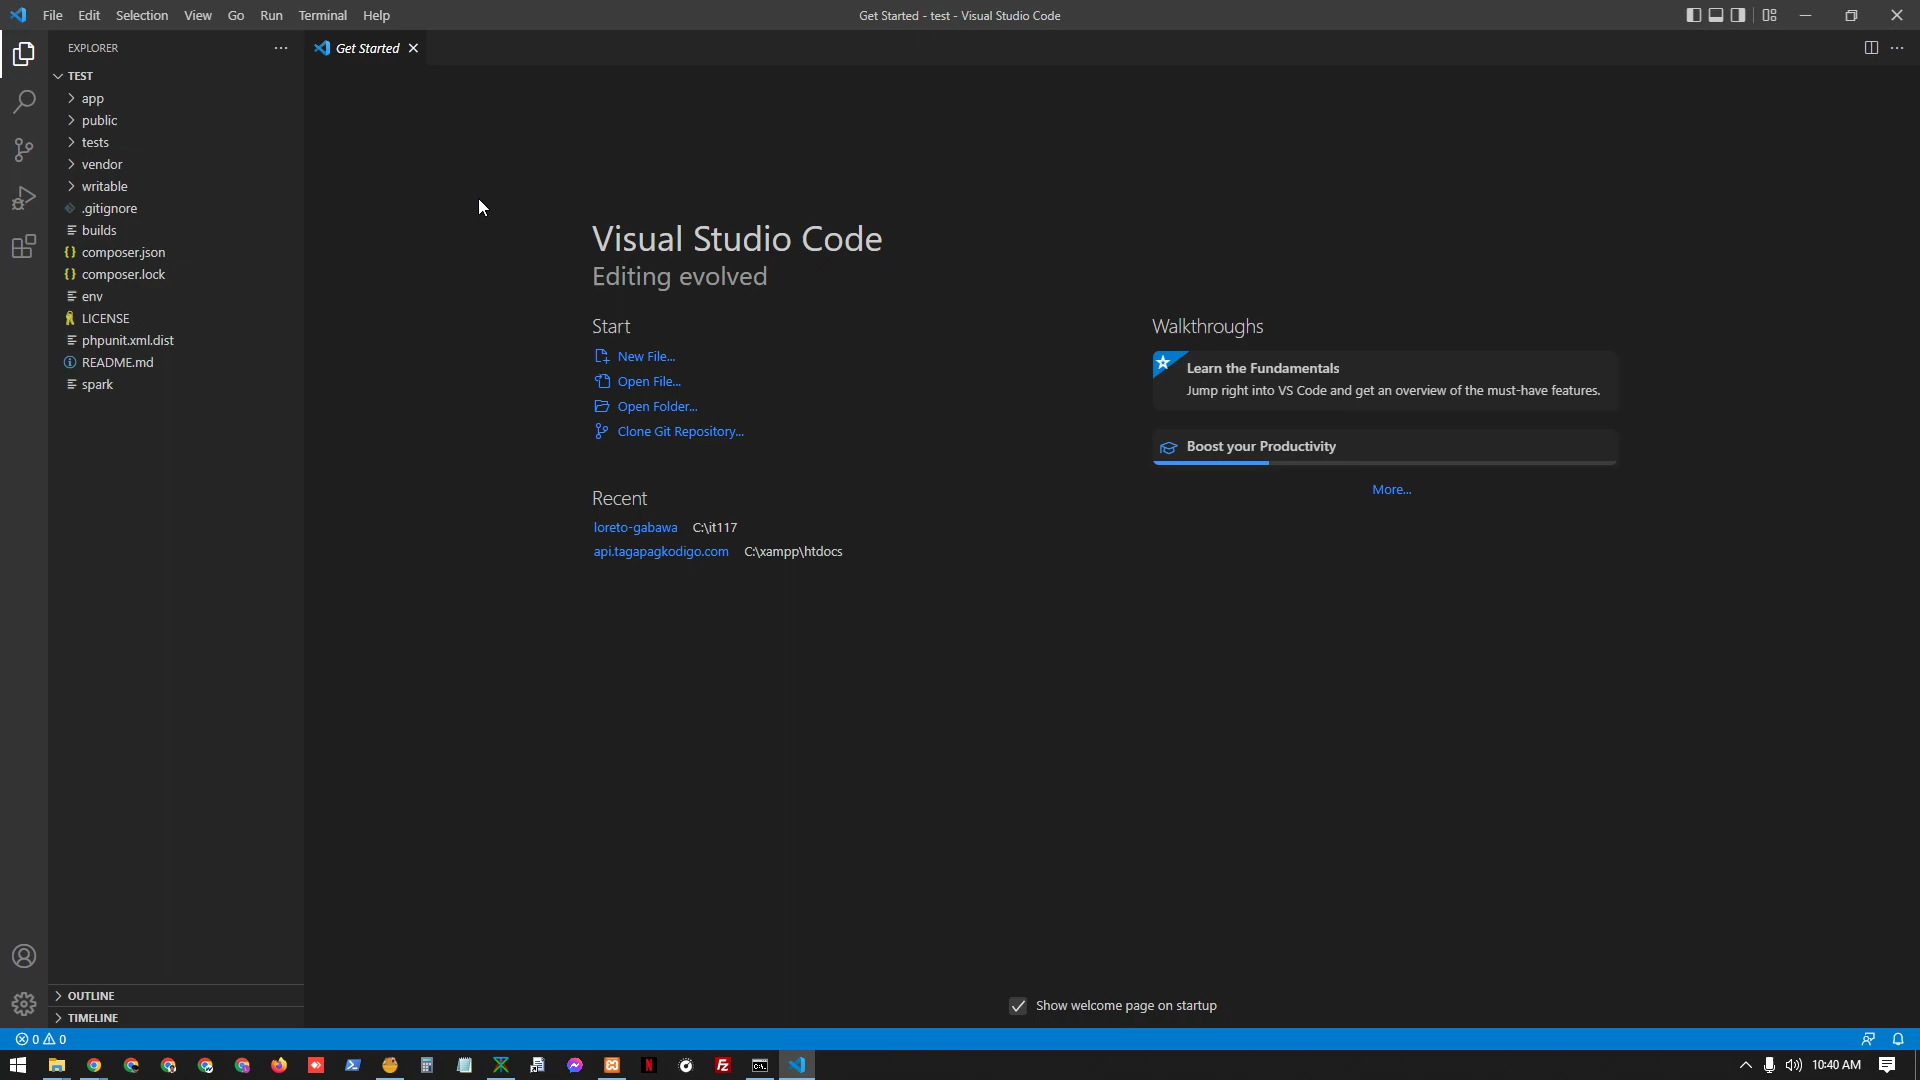 File Edit Selection View Go Run Terminal Help
Get Started - test - Visual Studio Code
EXPLORER
Get Started
TEST
app
public
tests
vendor
writable
.gitignore
builds
composer.json
composer.lock
env
LICENSE
phpunit.xml.dist
README.md
spark
Visual Studio Code
Editing evolved
Start
New File...
Open File...
Open Folder...
Clone Git Repository...
Recent
loreto-gabawa C:\it117
api.tagapagkodigo.com C:\xampp\htdocs
Walkthroughs
Learn the Fundamentals
Jump right into VS Code and get an overview of the must-have features.
Boost your Productivity
More...
Show welcome page on startup
OUTLINE
TIMELINE
0 0
10:40 AM